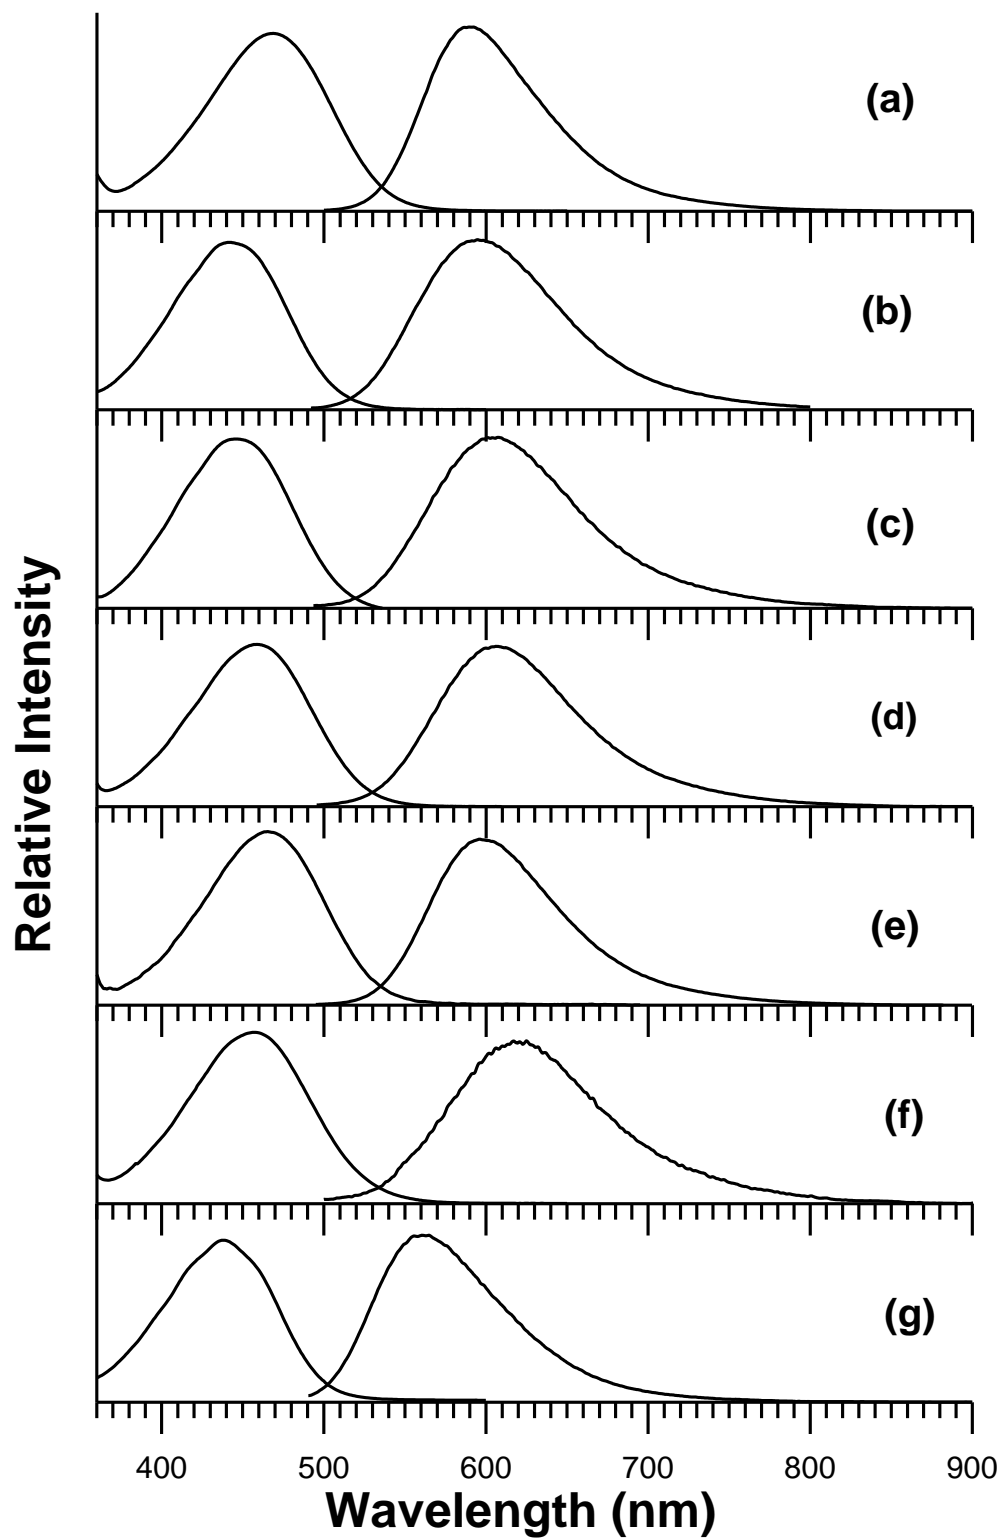 (a)
(b)
(c)
(d)
(e)
(f)
(g)
Relative Intensity
400 500 600 700 800 900
Wavelength (nm)